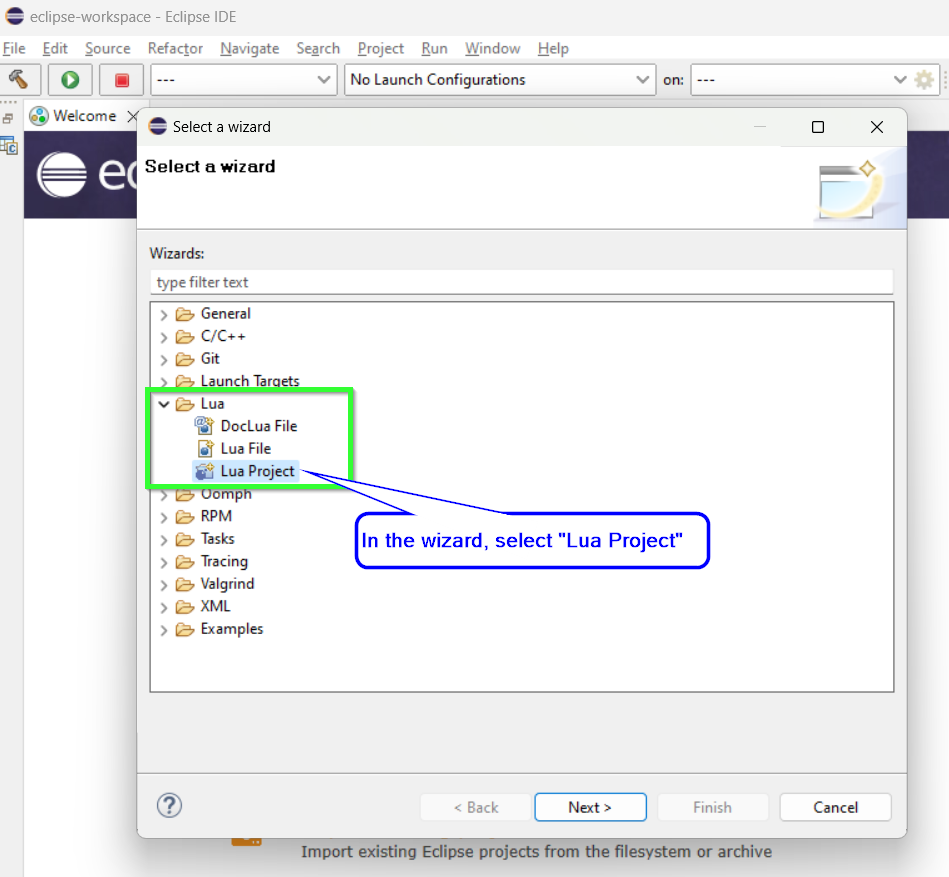 eclipse-workspace - Eclipse IDE
File Edit Source Refactor Navigate Search Project Run Window Help
--- No Launch Configurations on: ---
Welcome
Select a wizard
ec
Select a wizard
Wizards:
type filter text
General
C/C++
Git
Launch Targets
Lua
DocLua File
Lua File
Lua Project
Oomph
RPM
In the wizard, select "Lua Project"
Tasks
Tracing
Valgrind
XML
Examples
? < Back Next > Finish Cancel
Import existing Eclipse projects from the filesystem or archive